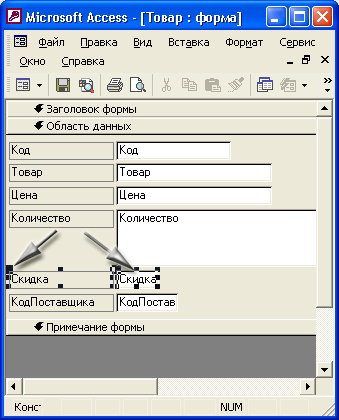 Microsoft Access - [Товар : форма]
Файл Правка Вид Вставка Формат Сервис
Окно Справка
Заголовок формы
Область данных
Код Код
Товар Товар
Цена Цена
Количество Количество
Скидка Скидка
КодПоставщика КодПостав
Примечание формы
Конст NUM